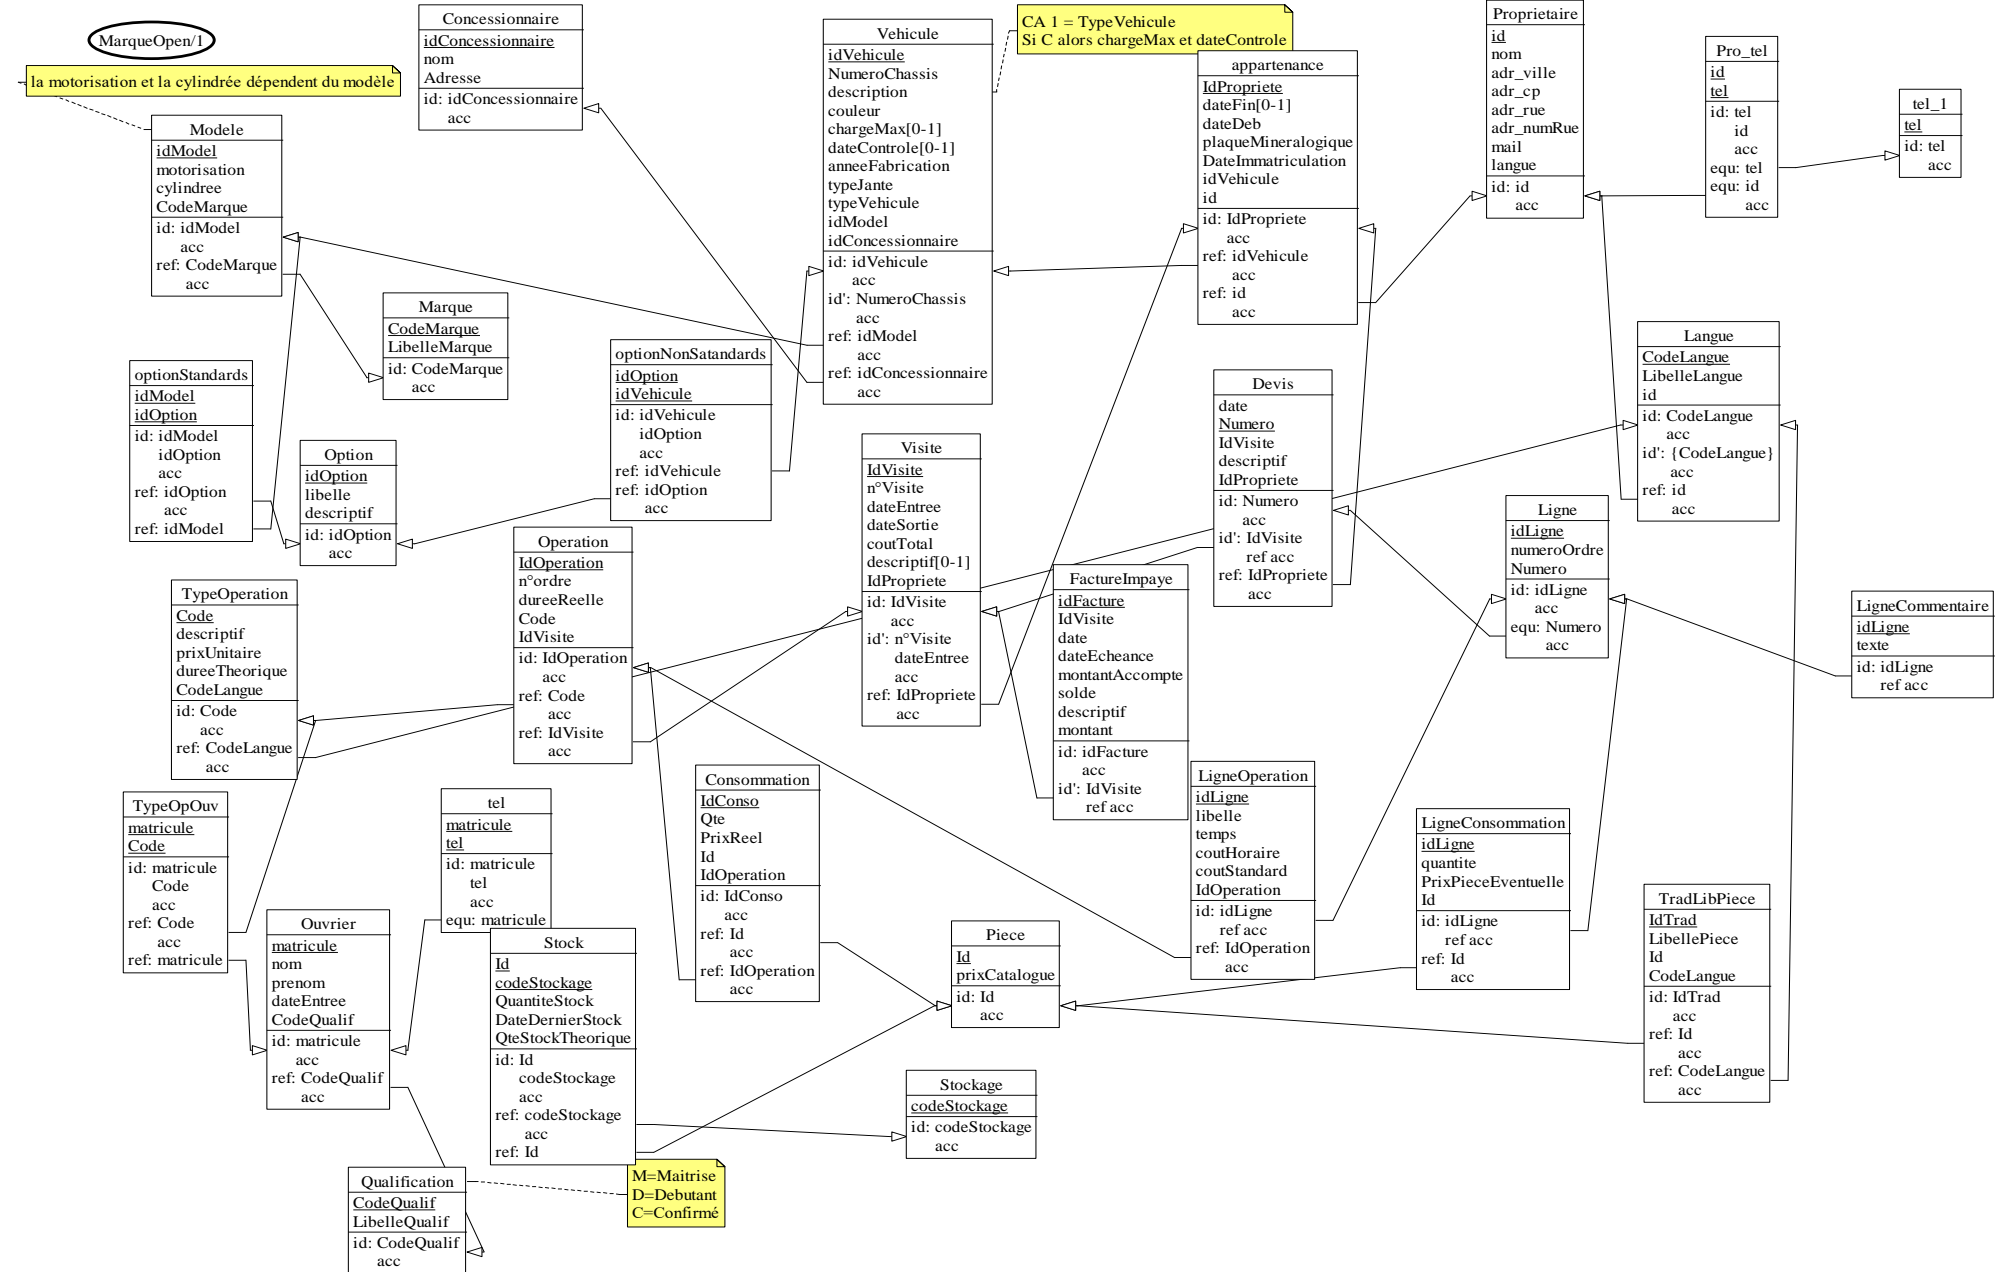 MarqueOpen/1
la motorisation et la cylindrée dépendent du modèle
Concessionnaire
idConcessionnaire
nom
Adresse
id: idConcessionnaire
acc
CA 1 = TypeVehicule
Si C alors chargeMax et dateControle
Vehicule
idVehicule
NumeroChassis
description
couleur
chargeMax[0-1]
dateControle[0-1]
anneeFabrication
typeJante
typeVehicule
idModel
idConcessionnaire
id: idVehicule
acc
id': NumeroChassis
acc
ref: idModel
acc
ref: idConcessionnaire
acc
appartenance
IdPropriete
dateFin[0-1]
dateDeb
plaqueMineralogique
DateImmatriculation
idVehicule
id
id: IdPropriete
acc
ref: idVehicule
acc
ref: id
acc
Proprietaire
id
nom
adr_ville
adr_cp
adr_rue
adr_numRue
mail
langue
id: id
acc
Pro_tel
id
tel
id: tel
id
acc
equ: tel
equ: id
acc
tel_1
tel
id: tel
acc
Modele
idModel
motorisation
cylindree
CodeMarque
id: idModel
acc
ref: CodeMarque
acc
Marque
CodeMarque
LibelleMarque
id: CodeMarque
acc
optionStandards
idModel
idOption
id: idModel
idOption
acc
ref: idOption
acc
ref: idModel
Option
idOption
libelle
descriptif
id: idOption
acc
optionNonSatandards
idOption
idVehicule
id: idVehicule
idOption
acc
ref: idVehicule
ref: idOption
acc
Langue
CodeLangue
LibelleLangue
id
id: CodeLangue
acc
id': {CodeLangue}
acc
ref: id
acc
Devis
date
Numero
IdVisite
descriptif
IdPropriete
id: Numero
acc
id': IdVisite
ref acc
ref: IdPropriete
acc
Visite
IdVisite
n°Visite
dateEntree
dateSortie
coutTotal
descriptif[0-1]
IdPropriete
id: IdVisite
acc
id': n°Visite
dateEntree
acc
ref: IdPropriete
acc
Ligne
idLigne
numeroOrdre
Numero
id: idLigne
acc
equ: Numero
acc
LigneCommentaire
idLigne
texte
id: idLigne
ref acc
Operation
IdOperation
n°ordre
dureeReelle
Code
IdVisite
id: IdOperation
acc
ref: Code
acc
ref: IdVisite
acc
TypeOperation
Code
descriptif
prixUnitaire
dureeTheorique
CodeLangue
id: Code
acc
ref: CodeLangue
acc
FactureImpaye
idFacture
IdVisite
date
dateEcheance
montantAccompte
solde
descriptif
montant
id: idFacture
acc
id': IdVisite
ref acc
TypeOpOuv
matricule
Code
id: matricule
Code
acc
ref: Code
acc
ref: matricule
tel
matricule
tel
id: matricule
tel
acc
equ: matricule
Consommation
IdConso
Qte
PrixReel
Id
IdOperation
id: IdConso
acc
ref: Id
acc
ref: IdOperation
acc
LigneOperation
idLigne
libelle
temps
coutHoraire
coutStandard
IdOperation
id: idLigne
ref acc
ref: IdOperation
acc
LigneConsommation
idLigne
quantite
PrixPieceEventuelle
Id
id: idLigne
ref acc
ref: Id
acc
TradLibPiece
IdTrad
LibellePiece
Id
CodeLangue
id: IdTrad
acc
ref: Id
acc
ref: CodeLangue
acc
Ouvrier
matricule
nom
prenom
dateEntree
CodeQualif
id: matricule
acc
ref: CodeQualif
acc
Stock
Id
codeStockage
QuantiteStock
DateDernierStock
QteStockTheorique
id: Id
codeStockage
acc
ref: codeStockage
acc
ref: Id
Piece
Id
prixCatalogue
id: Id
acc
Stockage
codeStockage
id: codeStockage
acc
Qualification
CodeQualif
LibelleQualif
id: CodeQualif
acc
M=Maitrise
D=Debutant
C=Confirmé